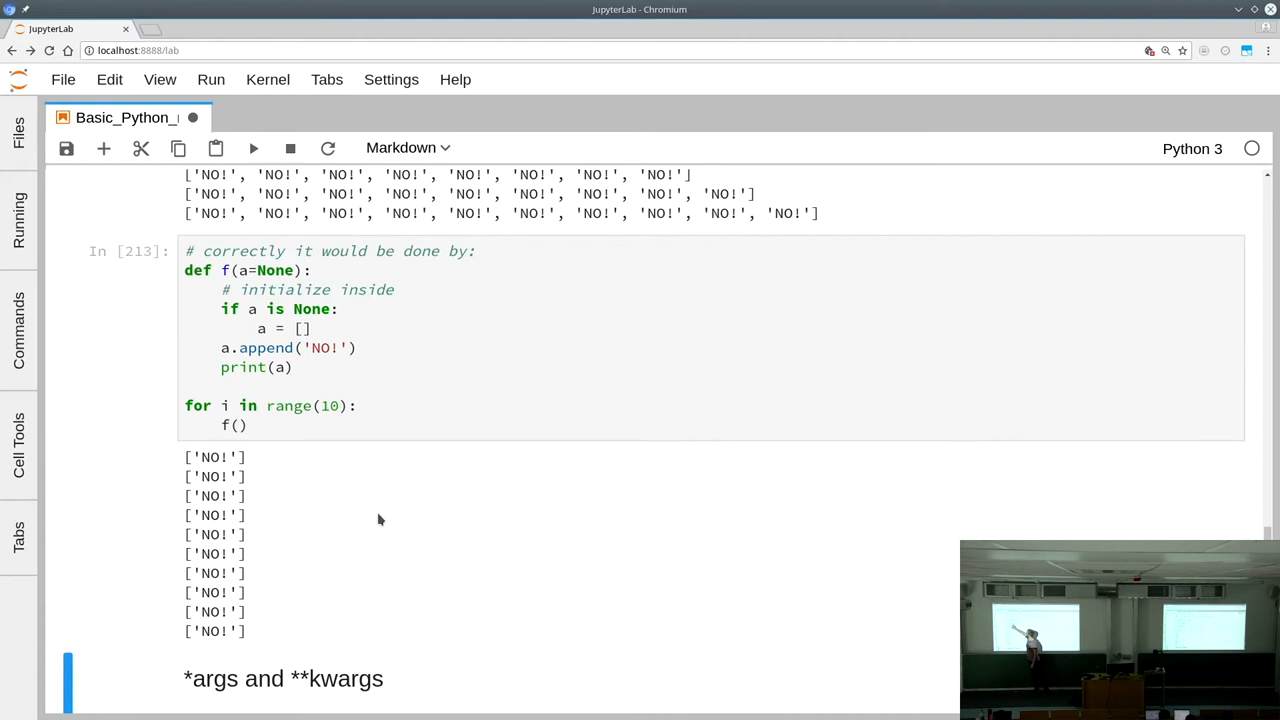 JupyterLab - Chromium
JupyterLab
localhost:8888/lab
File Edit View Run Kernel Tabs Settings Help
Basic_Python_
Markdown
Python 3
Files
Running
Commands
Cell Tools
Tabs
['NO!', 'NO!', 'NO!', 'NO!', 'NO!', 'NO!', 'NO!', 'NO!']
['NO!', 'NO!', 'NO!', 'NO!', 'NO!', 'NO!', 'NO!', 'NO!', 'NO!']
['NO!', 'NO!', 'NO!', 'NO!', 'NO!', 'NO!', 'NO!', 'NO!', 'NO!', 'NO!']
In [213]:
# correctly it would be done by:
def f(a=None):
# initialize inside
if a is None:
a = []
a.append('NO!')
print(a)
for i in range(10):
f()
['NO!']
['NO!']
['NO!']
['NO!']
['NO!']
['NO!']
['NO!']
['NO!']
['NO!']
['NO!']
*args and **kwargs